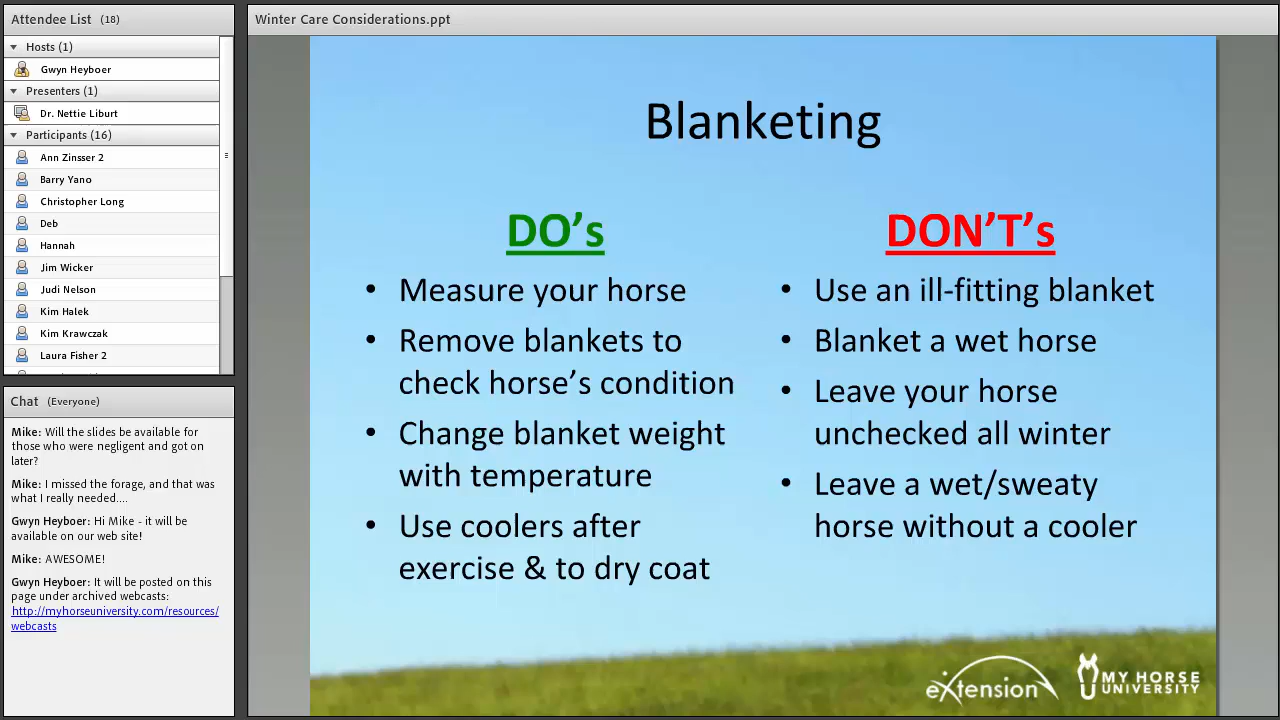 Attendee List (18)
Hosts (1)
Gwyn Heyboer
Presenters (1)
Dr. Nettie Liburt
Participants (16)
Ann Zinsser 2
Barry Yano
Christopher Long
Deb
Hannah
Jim Wicker
Judi Nelson
Kim Halek
Kim Krawczak
Laura Fisher 2
Chat (Everyone)
Mike: Will the slides be available for
those who were negligent and got on
later?
Mike: I missed the forage, and that was
what I really needed....
Gwyn Heyboer: Hi Mike - it will be
available on our web site!
Mike: AWESOME!
Gwyn Heyboer: It will be posted on this
page under archived webcasts:
http://myhorseuniversity.com/resources/
webcasts
Winter Care Considerations.ppt
Blanketing
DO’s
• Measure your horse
• Remove blankets to
check horse’s condition
• Change blanket weight
with temperature
• Use coolers after
exercise & to dry coat
DON’T’s
• Use an ill-fitting blanket
• Blanket a wet horse
• Leave your horse
unchecked all winter
• Leave a wet/sweaty
horse without a cooler
eXtension
MY HORSE
UNIVERSITY